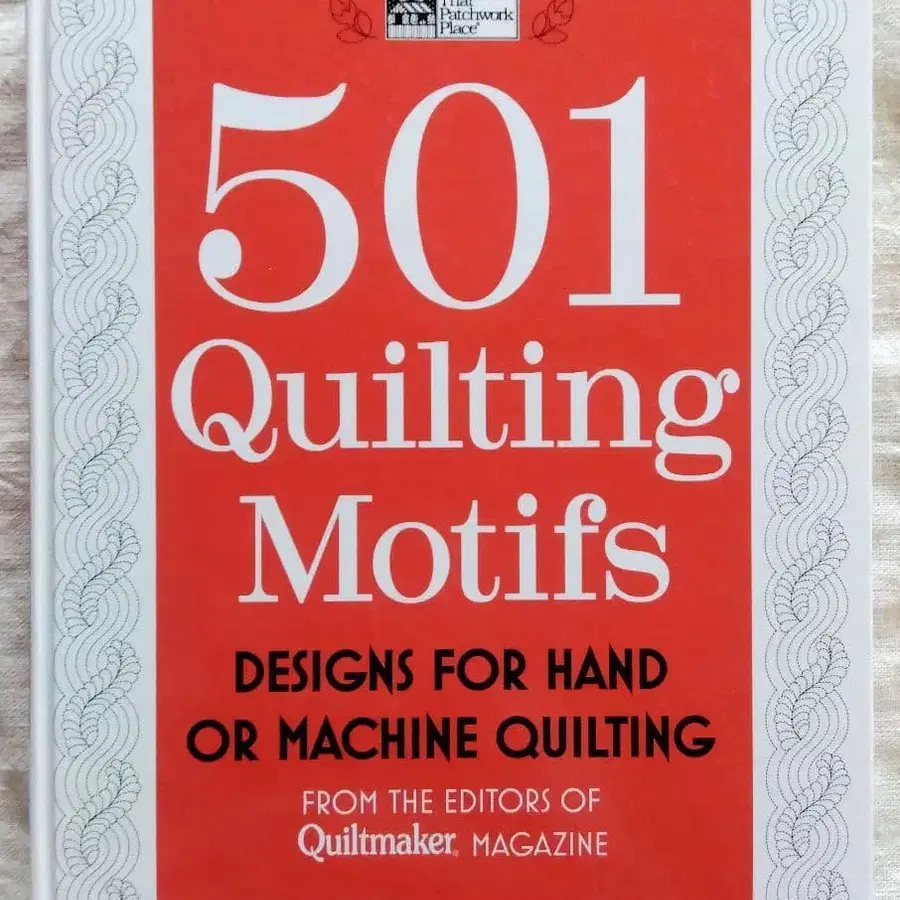 That
Patchwork
Place®
501
Quilting
Motifs
DESIGNS FOR HAND
OR MACHINE QUILTING
FROM THE EDITORS OF
Quiltmaker® MAGAZINE